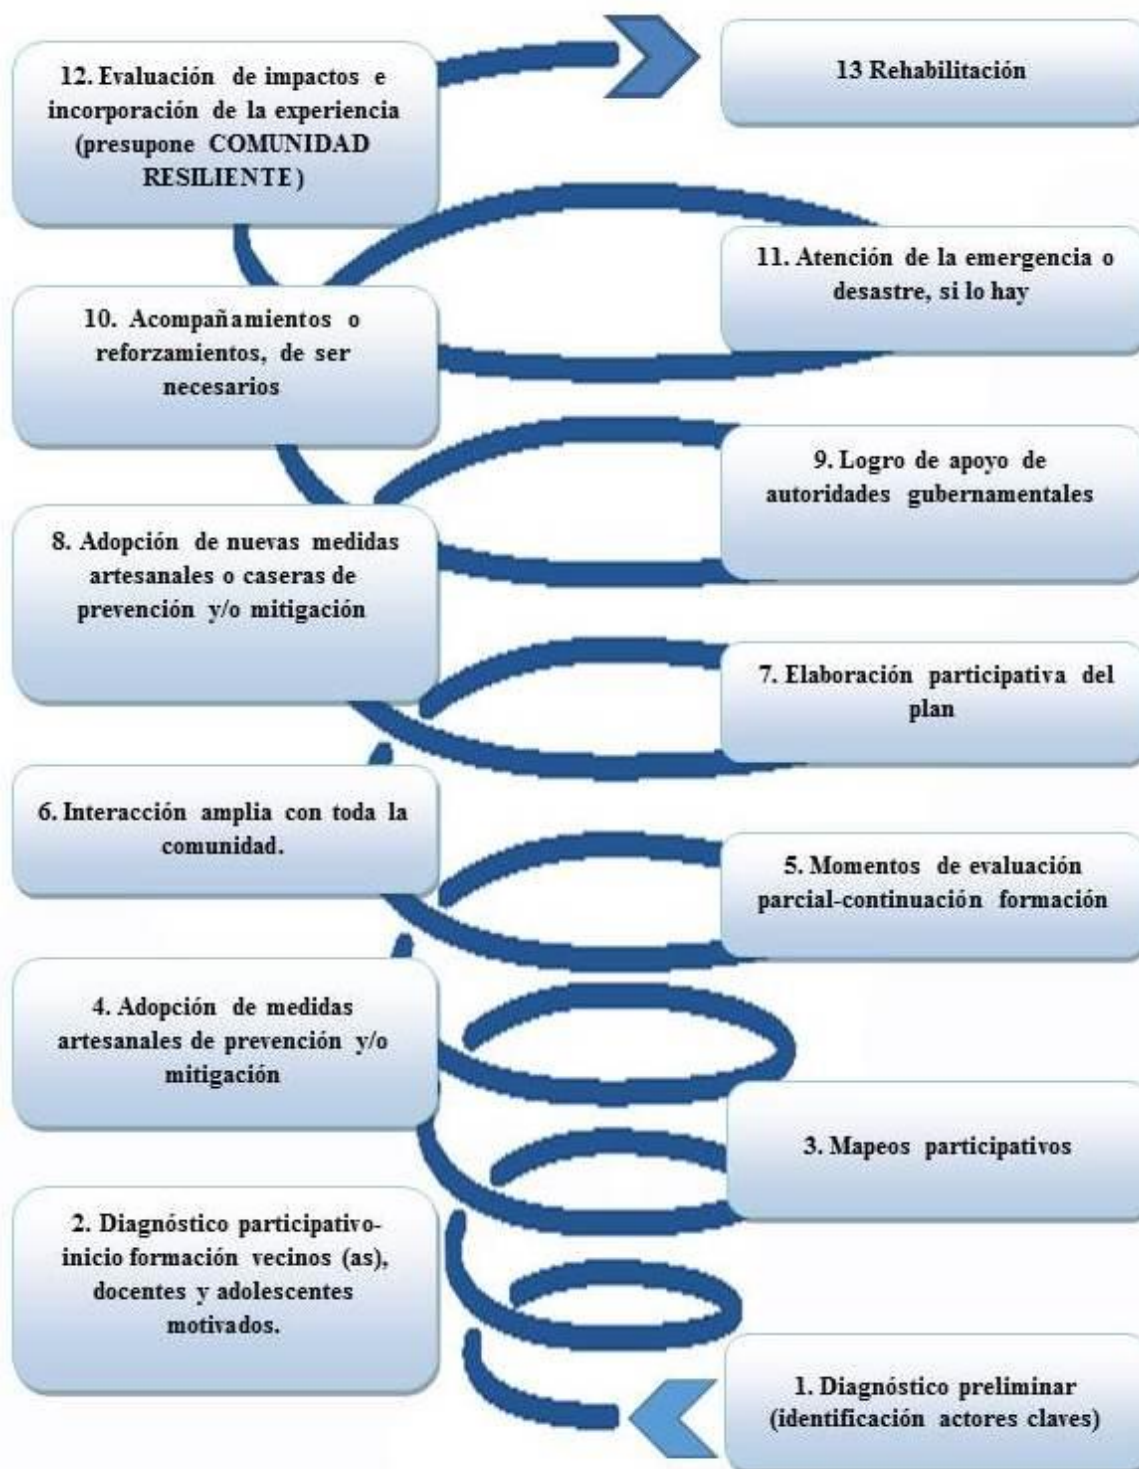 12. Evaluación de impactos e
incorporación de la experiencia
(presupone COMUNIDAD
RESILIENTE)
13 Rehabilitación
11. Atención de la emergencia o
desastre, si lo hay
10. Acompañamientos o
reforzamientos, de ser
necesarios
9. Logro de apoyo de
autoridades gubernamentales
8. Adopción de nuevas medidas
artesanales o caseras de
prevención y/o mitigación
7. Elaboración participativa del
plan
6. Interacción amplia con toda la
comunidad.
5. Momentos de evaluación
parcial-continuación formación
4. Adopción de medidas
artesanales de prevención y/o
mitigación
3. Mapeos participativos
2. Diagnóstico participativo-
inicio formación vecinos (as),
docentes y adolescentes
motivados.
1. Diagnóstico preliminar
(identificación actores claves)